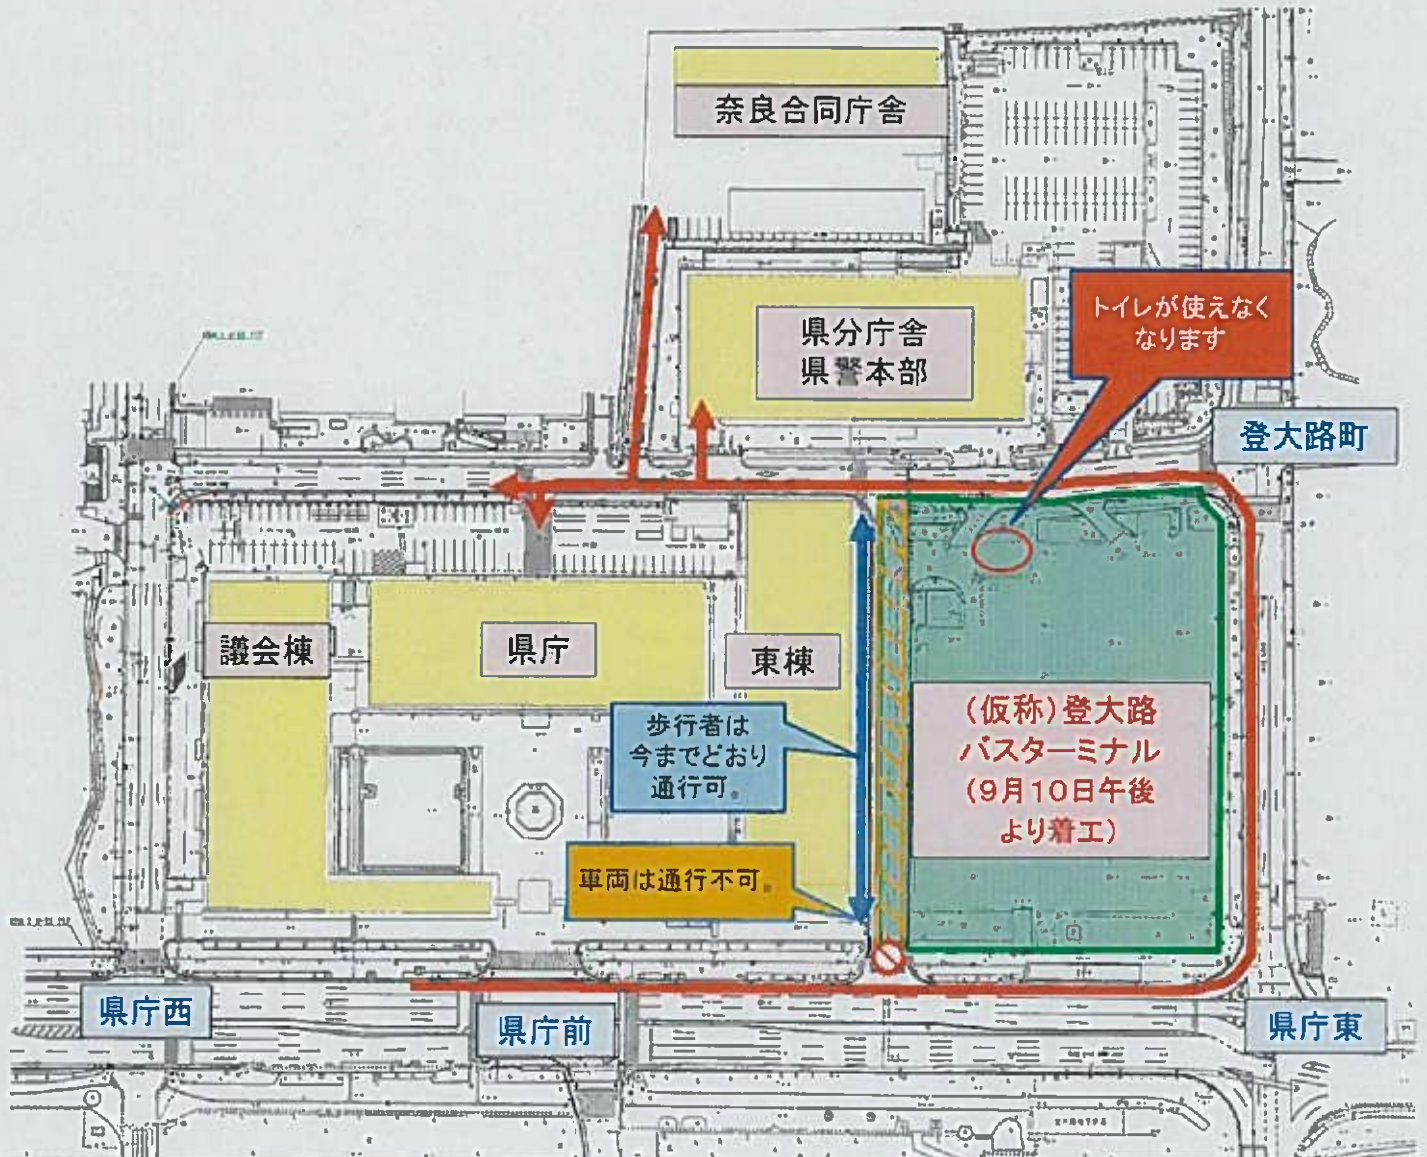 奈良合同庁舎
県分庁舎
県警本部
トイレが使えなく
なります
登大路町
議会棟
県庁
東棟
歩行者は
今までどおり
通行可。
(仮称)登大路
バスターミナル
(9月10日午後
より着工)
車両は通行不可。
県庁西
県庁前
県庁東